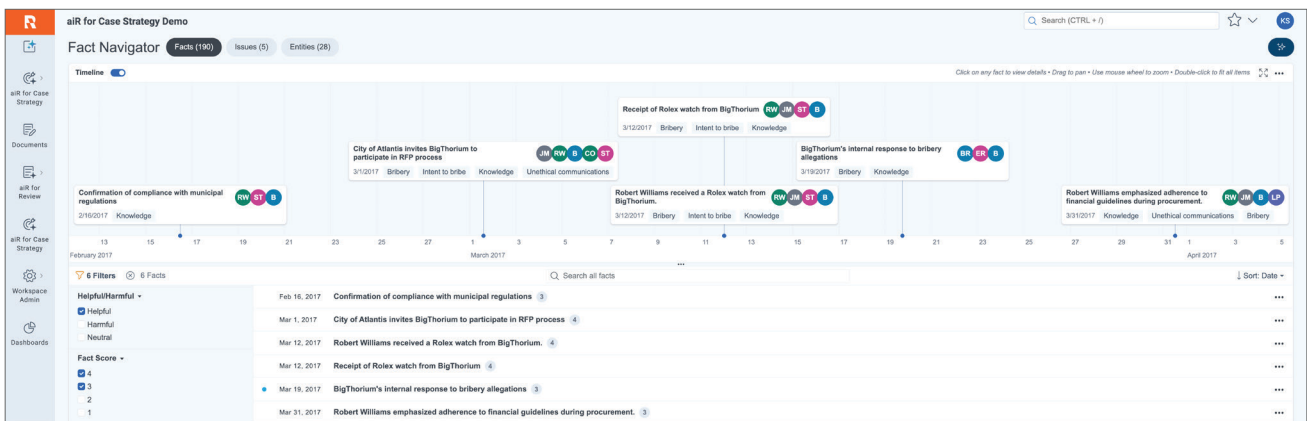 R
aiR for Case Strategy Demo
Search (CTRL + /)
KS
Fact Navigator
Facts (190)
Issues (5)
Entities (28)
aiR for Case
Strategy
Documents
aiR for
Review
aiR for Case
Strategy
Workspace
Admin
Dashboards
Timeline
Click on any fact to view details • Drag to pan • Use mouse wheel to zoom • Double-click to fit all items
Receipt of Rolex watch from BigThorium RW JM ST B
3/12/2017 Bribery Intent to bribe Knowledge
City of Atlantis invites BigThorium to
participate in RFP process
JM RW B CO ST
3/1/2017 Bribery Intent to bribe Knowledge Unethical communications
BigThorium's internal response to bribery
allegations
BR ER B
3/19/2017 Bribery Knowledge
Confirmation of compliance with municipal
regulations
RW ST B
2/16/2017 Knowledge
Robert Williams received a Rolex watch from
BigThorium.
RW JM ST B
3/12/2017 Bribery Intent to bribe Knowledge
Robert Williams emphasized adherence to
financial guidelines during procurement.
RW JM B LP
3/31/2017 Knowledge Unethical communications Bribery
13 15 17 19 21 23 25 27 1 3 5 7 9 11 13 15 17 19 21 23 25 27 29 31 1 3 5
February 2017 March 2017 April 2017
6 Filters 6 Facts
Search all facts
Sort: Date
Helpful/Harmful
Helpful
Harmful
Neutral
Fact Score
4
3
2
1
Feb 16, 2017 Confirmation of compliance with municipal regulations 3
Mar 1, 2017 City of Atlantis invites BigThorium to participate in RFP process 4
Mar 12, 2017 Robert Williams received a Rolex watch from BigThorium. 4
Mar 12, 2017 Receipt of Rolex watch from BigThorium 4
Mar 19, 2017 BigThorium's internal response to bribery allegations 3
Mar 31, 2017 Robert Williams emphasized adherence to financial guidelines during procurement. 3